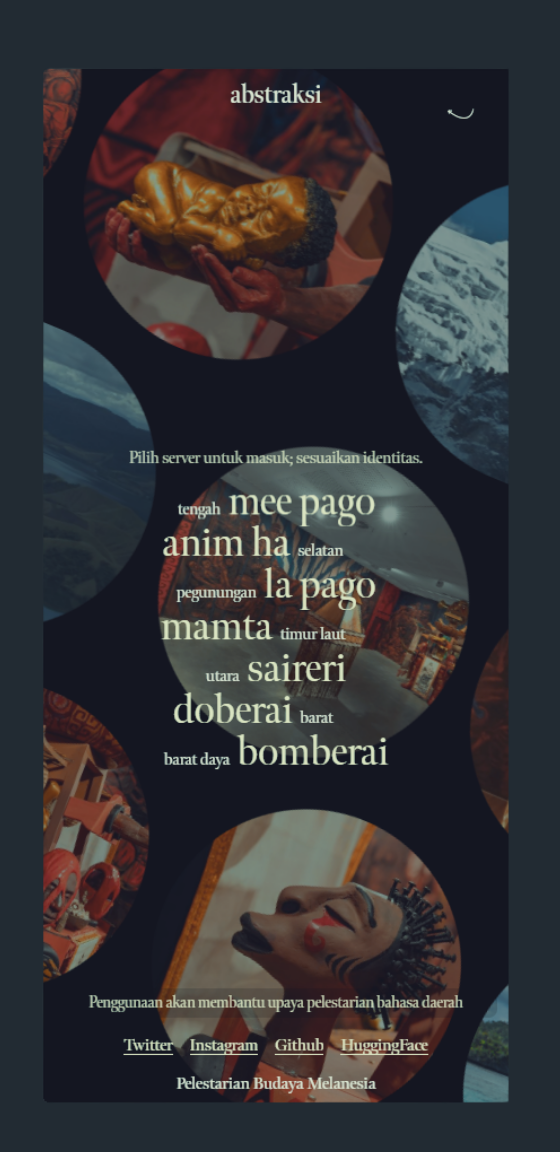 abstraksi
Pilih server untuk masuk; sesuaikan identitas.
tengah mee pago
anim ha selatan
pegunungan la pago
mamta timur laut
utara saireri
doberai barat
barat daya bomberai
Penggunaan akan membantu upaya pelestarian bahasa daerah
Twitter Instagram Github HuggingFace
Pelestarian Budaya Melanesia